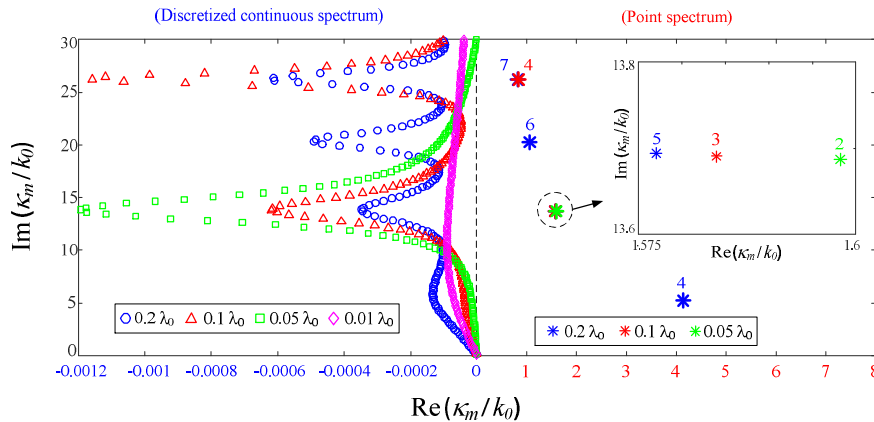 (Discretized continuous spectrum) (Point spectrum)
30
25
20
15
10
5
0
Im (κm/k0)
7 4
6
4
13.8
13.6
Im (κm/k0)
5 3 2
1.575 1.6
Re(κm/k0)
0.2 λ0 0.1 λ0 0.05 λ0 0.01 λ0
0.2 λ0 0.1 λ0 0.05 λ0
-0.0012 -0.001 -0.0008 -0.0006 -0.0004 -0.0002 0 1 2 3 4 5 6 7 8
Re(κm/k0)